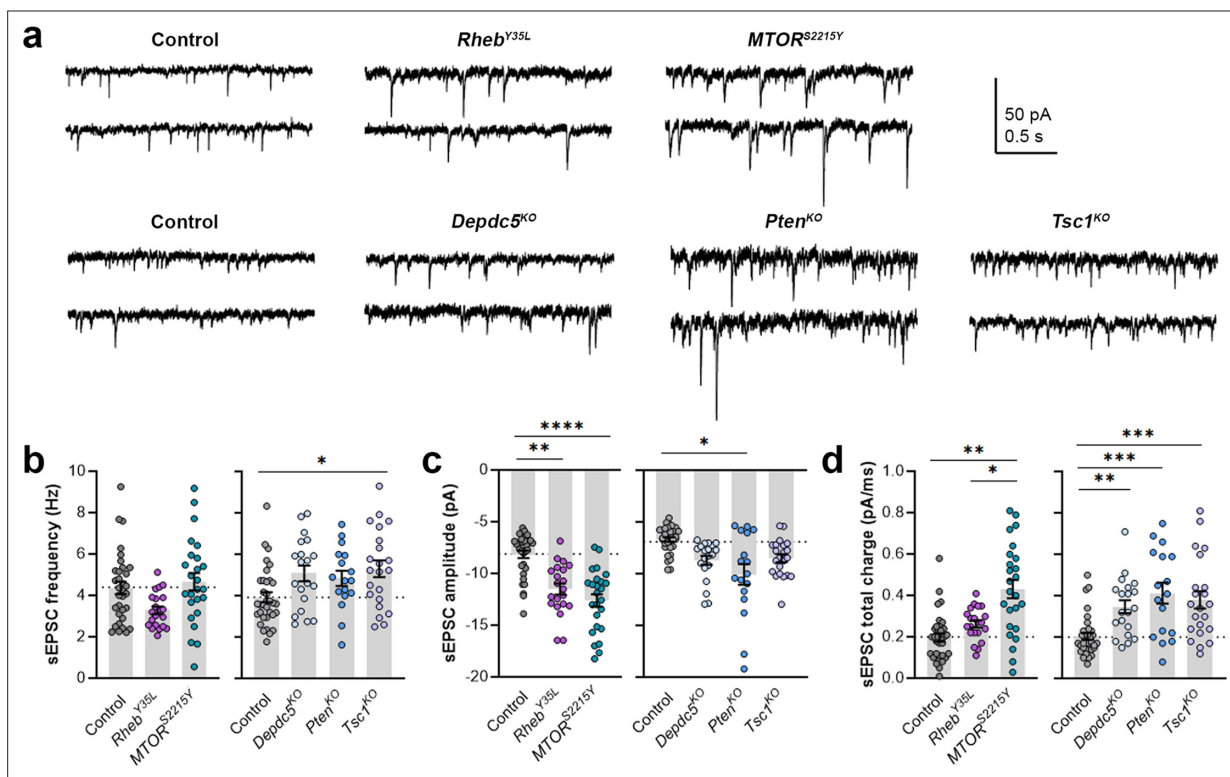 a
Control
Rheb^Y35L
MTOR^S2215Y
50 pA
0.5 s
Control
Depdc5^KO
Pten^KO
Tsc1^KO
b
sEPSC frequency (Hz)
10
8
6
4
2
0
*
Control
Rheb^Y35L
MTOR^S2215Y
Control
Depdc5^KO
Pten^KO
Tsc1^KO
c
sEPSC amplitude (pA)
0
-5
-10
-15
-20
****
**
*
Control
Rheb^Y35L
MTOR^S2215Y
Control
Depdc5^KO
Pten^KO
Tsc1^KO
d
sEPSC total charge (pA/ms)
1.0
0.8
0.6
0.4
0.2
0.0
**
*
***
***
**
Control
Rheb^Y35L
MTOR^S2215Y
Control
Depdc5^KO
Pten^KO
Tsc1^KO